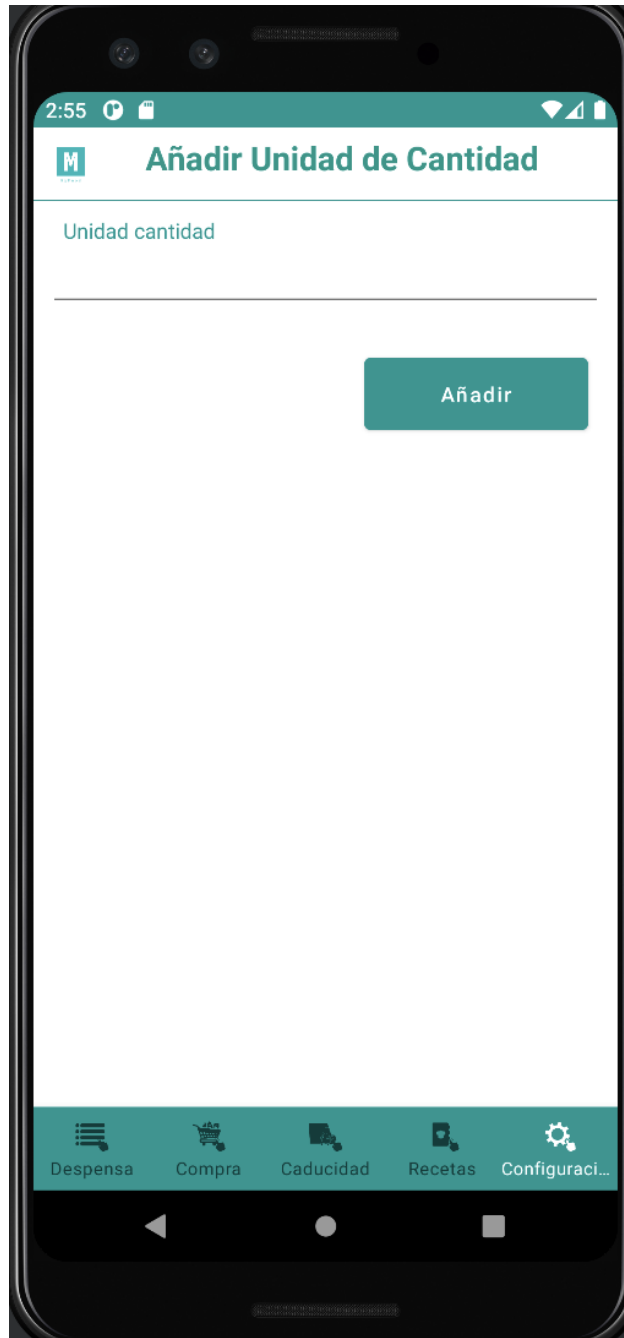 2:55
M
Añadir Unidad de Cantidad
Unidad cantidad
Añadir
Despensa Compra Caducidad Recetas Configuraci...